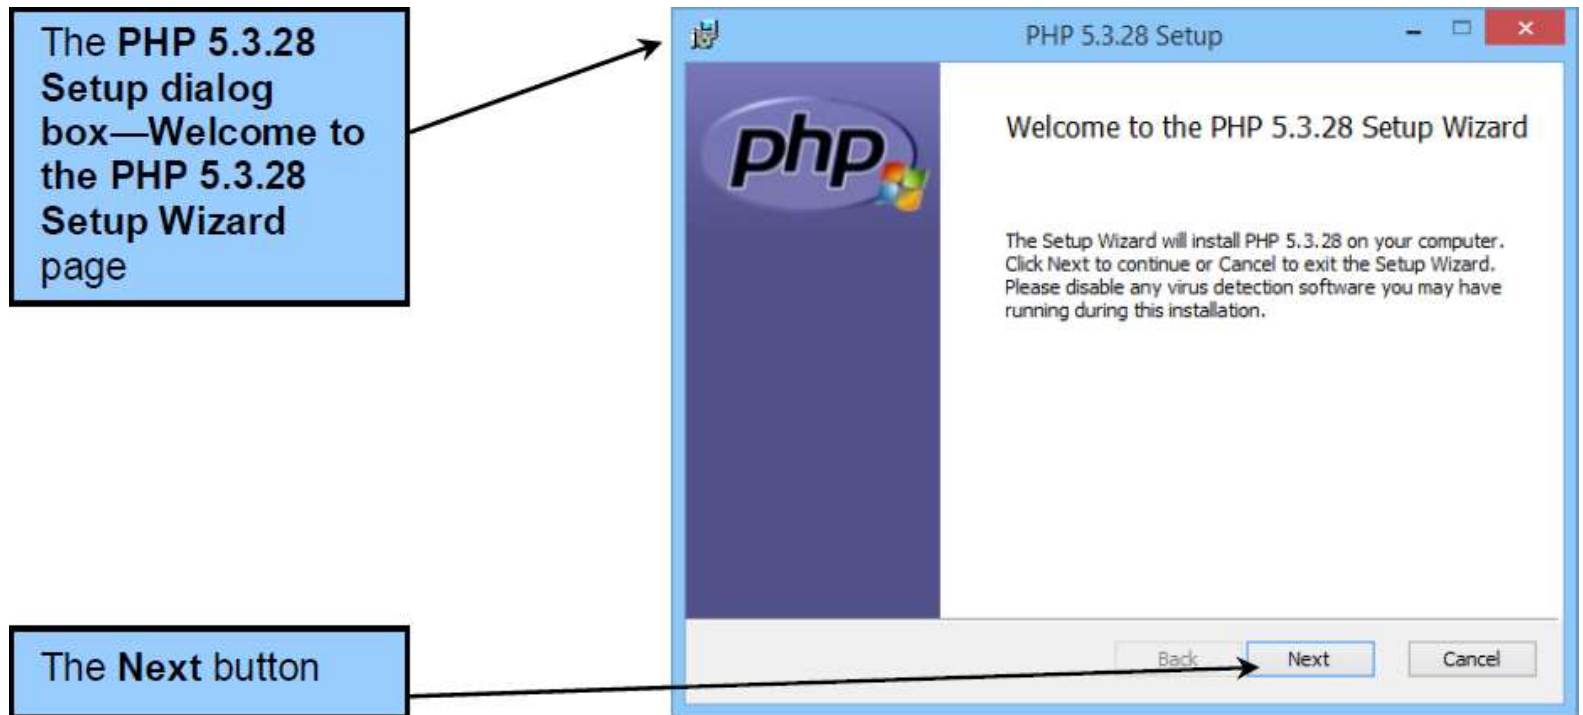 The PHP 5.3.28
Setup dialog
box—Welcome to
the PHP 5.3.28
Setup Wizard
page
PHP 5.3.28 Setup
php
Welcome to the PHP 5.3.28 Setup Wizard
The Setup Wizard will install PHP 5.3.28 on your computer.
Click Next to continue or Cancel to exit the Setup Wizard.
Please disable any virus detection software you may have
running during this installation.
The Next button
Back Next Cancel